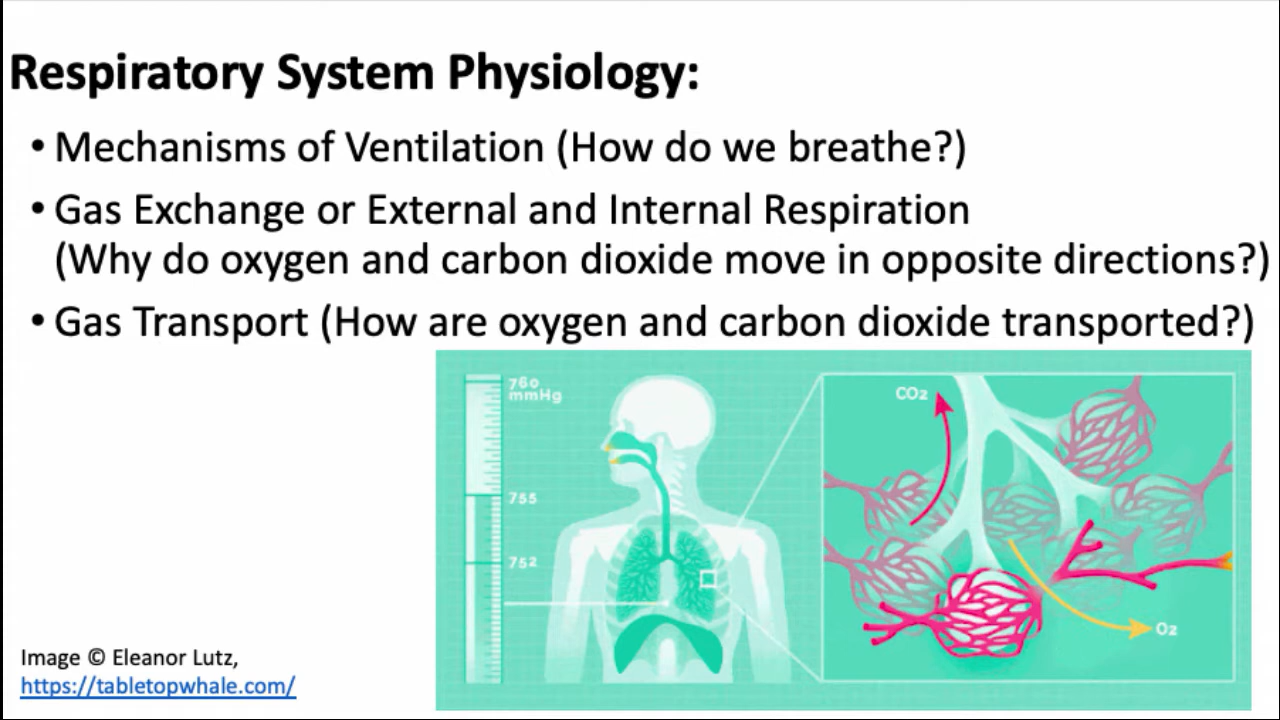 Respiratory System Physiology:
• Mechanisms of Ventilation (How do we breathe?)
• Gas Exchange or External and Internal Respiration
(Why do oxygen and carbon dioxide move in opposite directions?)
• Gas Transport (How are oxygen and carbon dioxide transported?)
760
mmHg
755
752
CO₂
O₂
Image © Eleanor Lutz,
https://tabletopwhale.com/